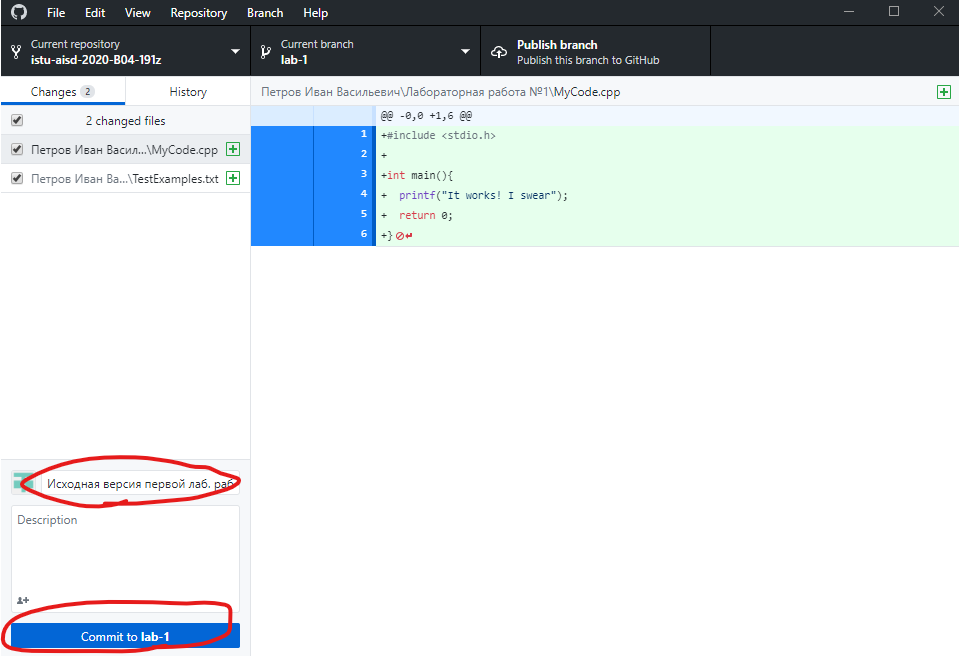 File Edit View Repository Branch Help
Current repository
istu-aisd-2020-B04-191z
Current branch
lab-1
Publish branch
Publish this branch to GitHub
Changes 2
History
Петров Иван Васильевич\Лабораторная работа №1\MyCode.cpp
2 changed files
Петров Иван Васил...\MyCode.cpp
Петров Иван Ва...\TestExamples.txt
@@ -0,0 +1,6 @@
1 +#include <stdio.h>
2 +
3 +int main(){
4 +  printf("It works! I swear");
5 +  return 0;
6 +}
Исходная версия первой лаб. раб
Description
Commit to lab-1